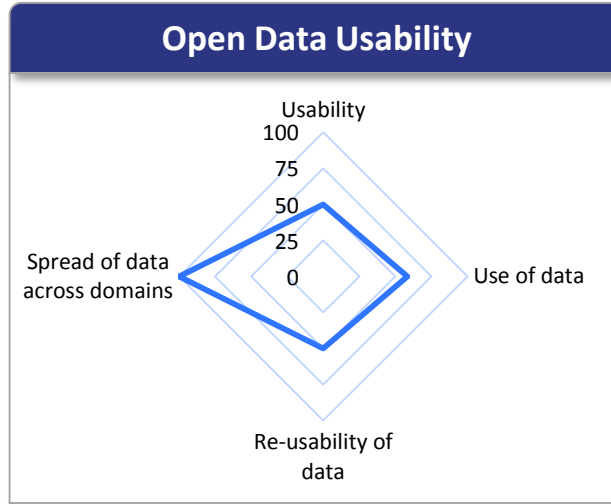 Open Data Usability
Usability
100
75
50
25
0
Spread of data
across domains
Use of data
Re-usability of
data